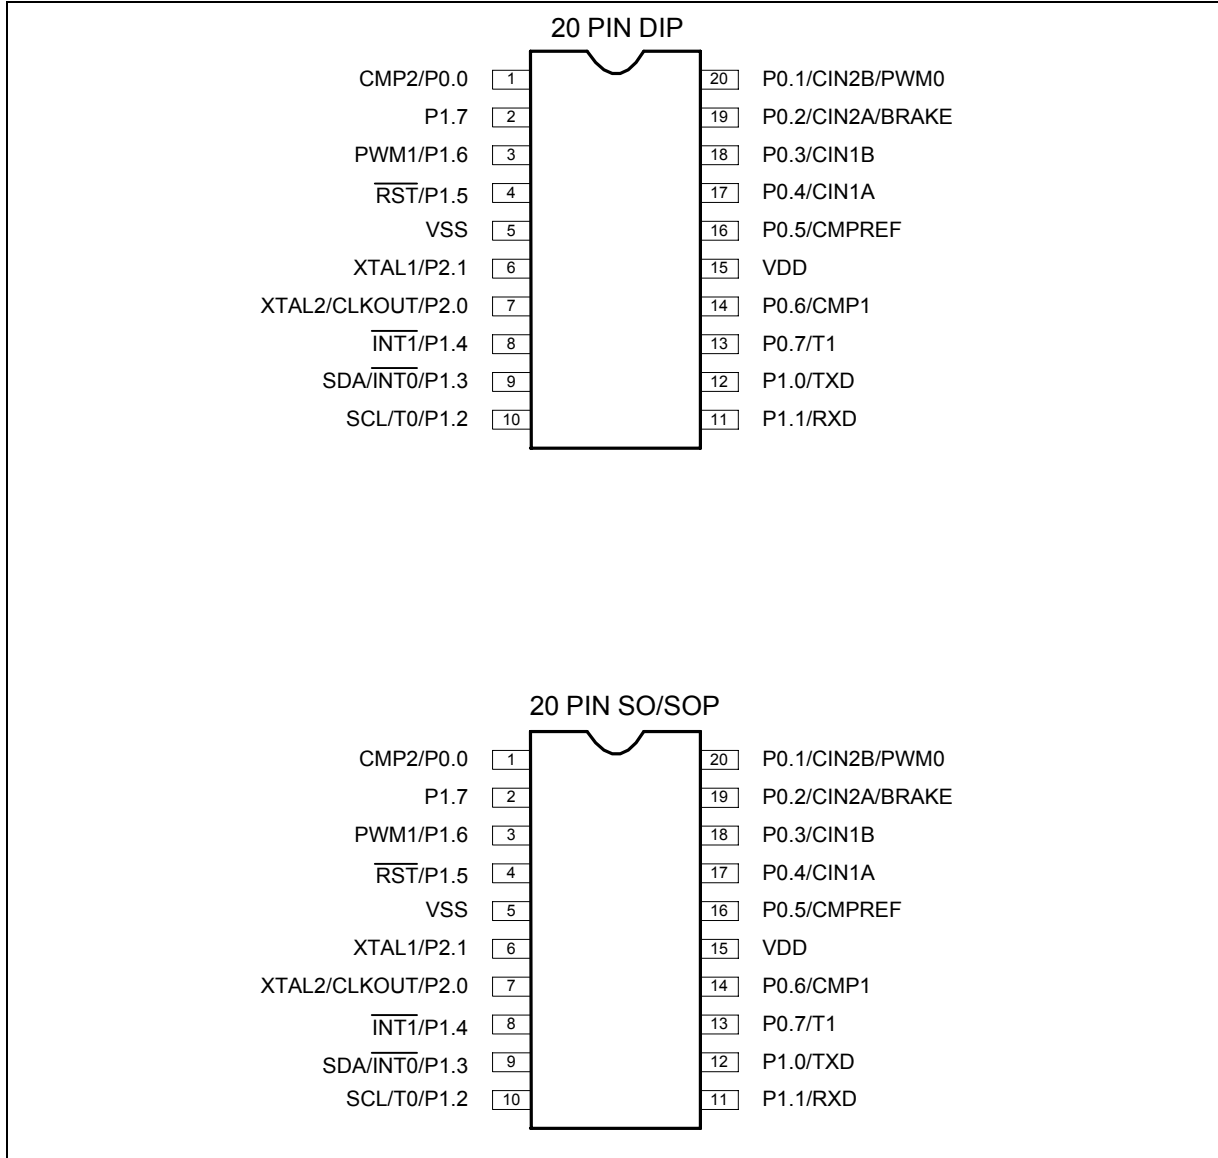 20 PIN DIP
CMP2/P0.0 1 20 P0.1/CIN2B/PWM0
P1.7 2 19 P0.2/CIN2A/BRAKE
PWM1/P1.6 3 18 P0.3/CIN1B
RST/P1.5 4 17 P0.4/CIN1A
VSS 5 16 P0.5/CMPREF
XTAL1/P2.1 6 15 VDD
XTAL2/CLKOUT/P2.0 7 14 P0.6/CMP1
INT1/P1.4 8 13 P0.7/T1
SDA/INT0/P1.3 9 12 P1.0/TXD
SCL/T0/P1.2 10 11 P1.1/RXD
20 PIN SO/SOP
CMP2/P0.0 1 20 P0.1/CIN2B/PWM0
P1.7 2 19 P0.2/CIN2A/BRAKE
PWM1/P1.6 3 18 P0.3/CIN1B
RST/P1.5 4 17 P0.4/CIN1A
VSS 5 16 P0.5/CMPREF
XTAL1/P2.1 6 15 VDD
XTAL2/CLKOUT/P2.0 7 14 P0.6/CMP1
INT1/P1.4 8 13 P0.7/T1
SDA/INT0/P1.3 9 12 P1.0/TXD
SCL/T0/P1.2 10 11 P1.1/RXD